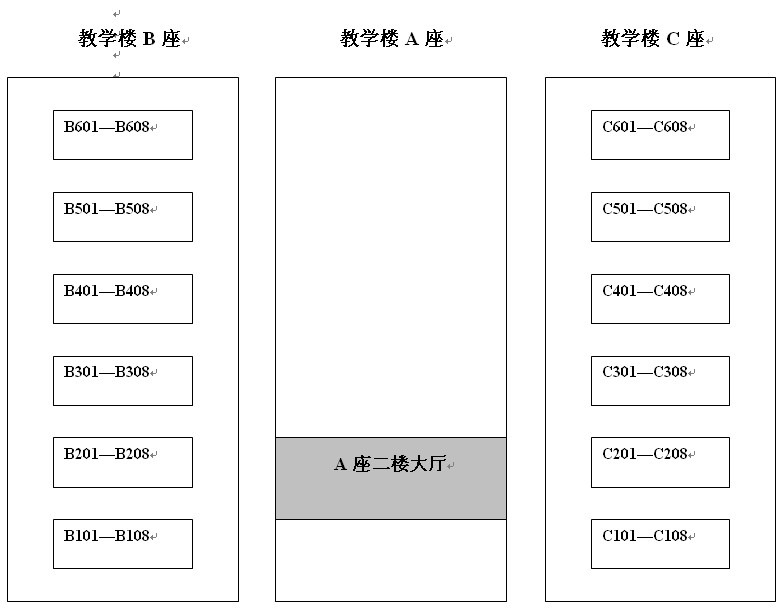 教学楼 B 座 教学楼 A 座 教学楼 C 座
B601—B608 C601—C608
B501—B508 C501—C508
B401—B408 C401—C408
B301—B308 C301—C308
B201—B208 A 座二楼大厅 C201—C208
B101—B108 C101—C108